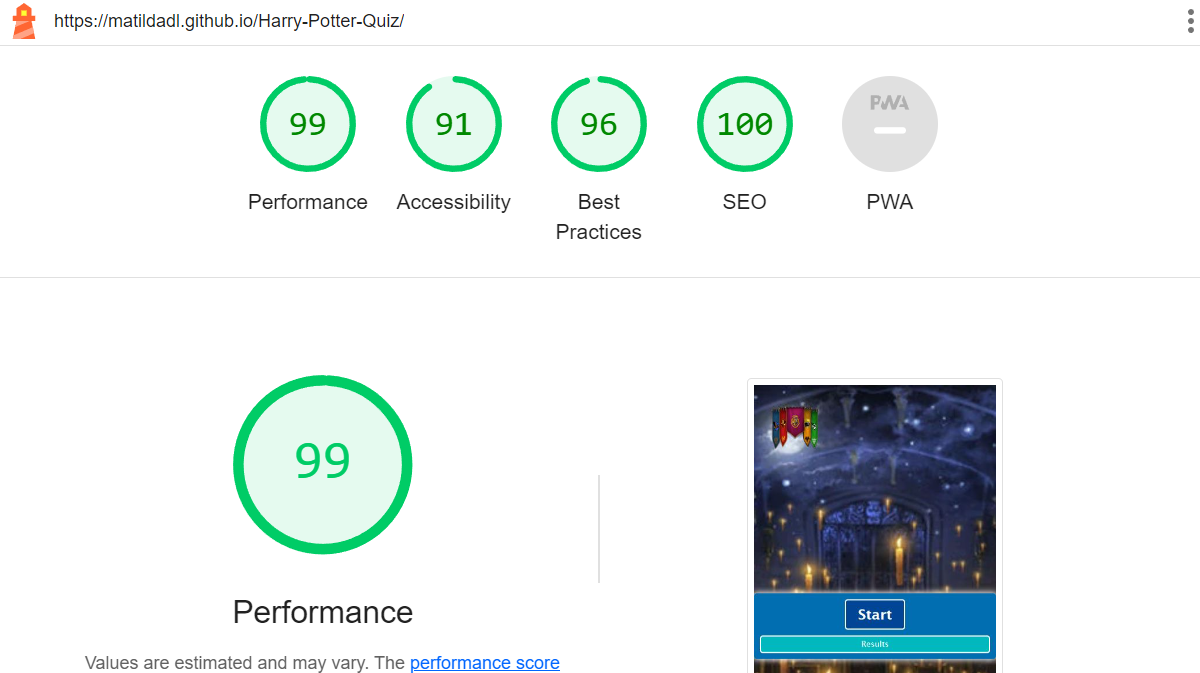 https://matildadl.github.io/Harry-Potter-Quiz/
99
91
96
100
PWA
Performance
Accessibility
Best
Practices
SEO
PWA
99
Performance
Values are estimated and may vary. The performance score
Start
Results